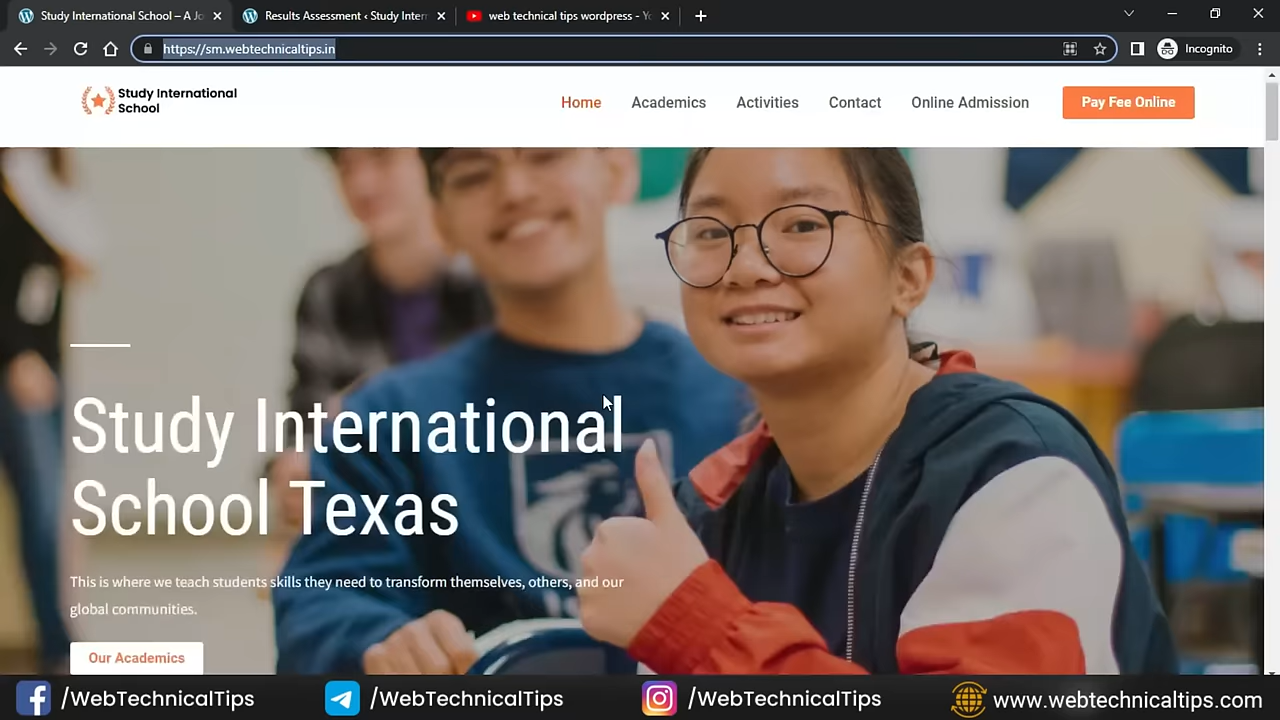 Study International School – A Jo
Results Assessment ‹ Study Intern
web technical tips wordpress - Yo
https://sm.webtechnicaltips.in
Incognito
Study International
School
Home
Academics
Activities
Contact
Online Admission
Pay Fee Online
Study International
School Texas
This is where we teach students skills they need to transform themselves, others, and our
global communities.
Our Academics
/WebTechnicalTips
/WebTechnicalTips
/WebTechnicalTips
www.webtechnicaltips.com